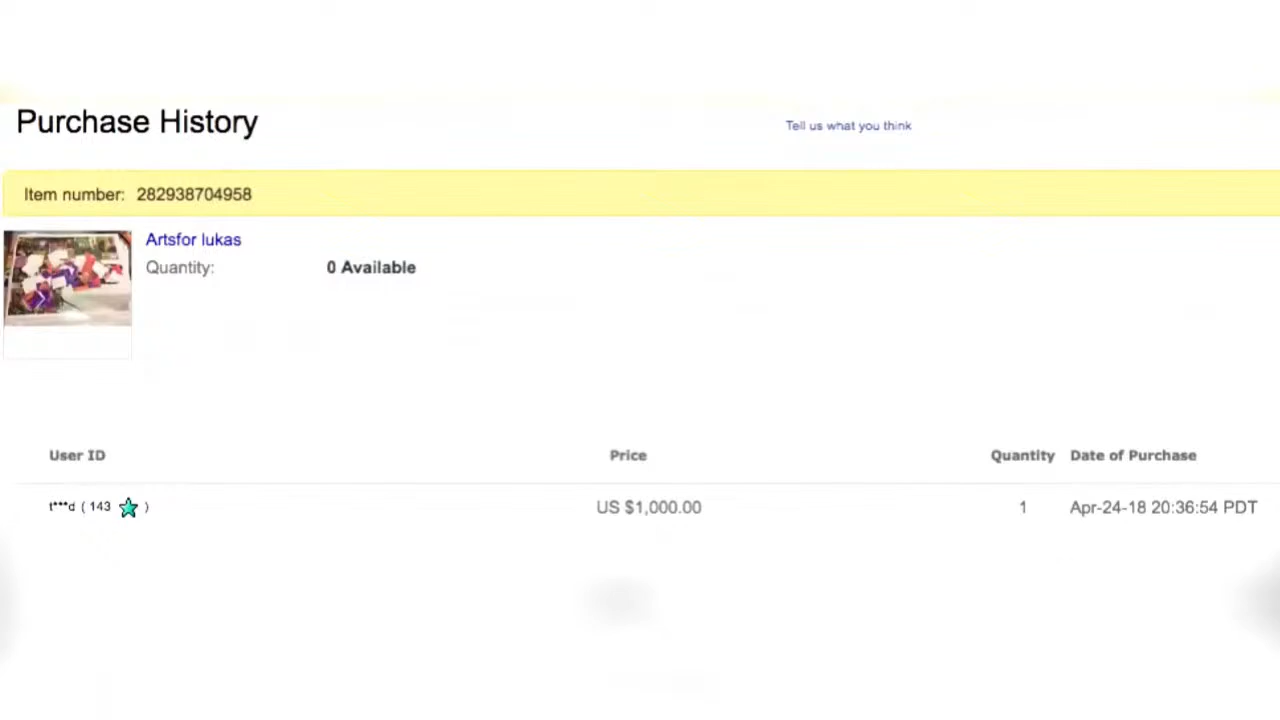 Purchase History
Tell us what you think
Item number: 282938704958
Artsfor lukas
Quantity: 0 Available
User ID Price Quantity Date of Purchase
t***d ( 143 ) US $1,000.00 1 Apr-24-18 20:36:54 PDT